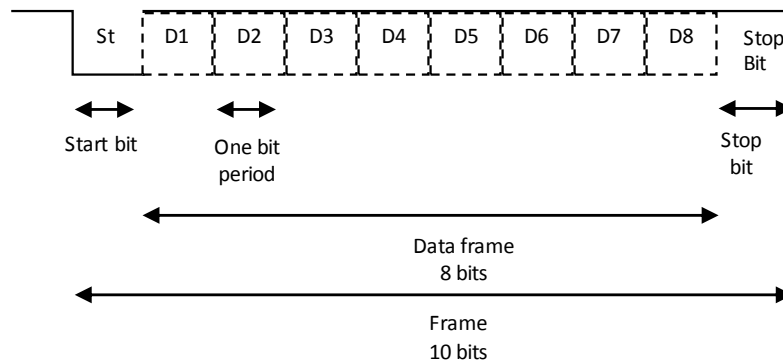 St D1 D2 D3 D4 D5 D6 D7 D8 Stop
Bit
Start bit
One bit
period
Stop
bit
Data frame
8 bits
Frame
10 bits